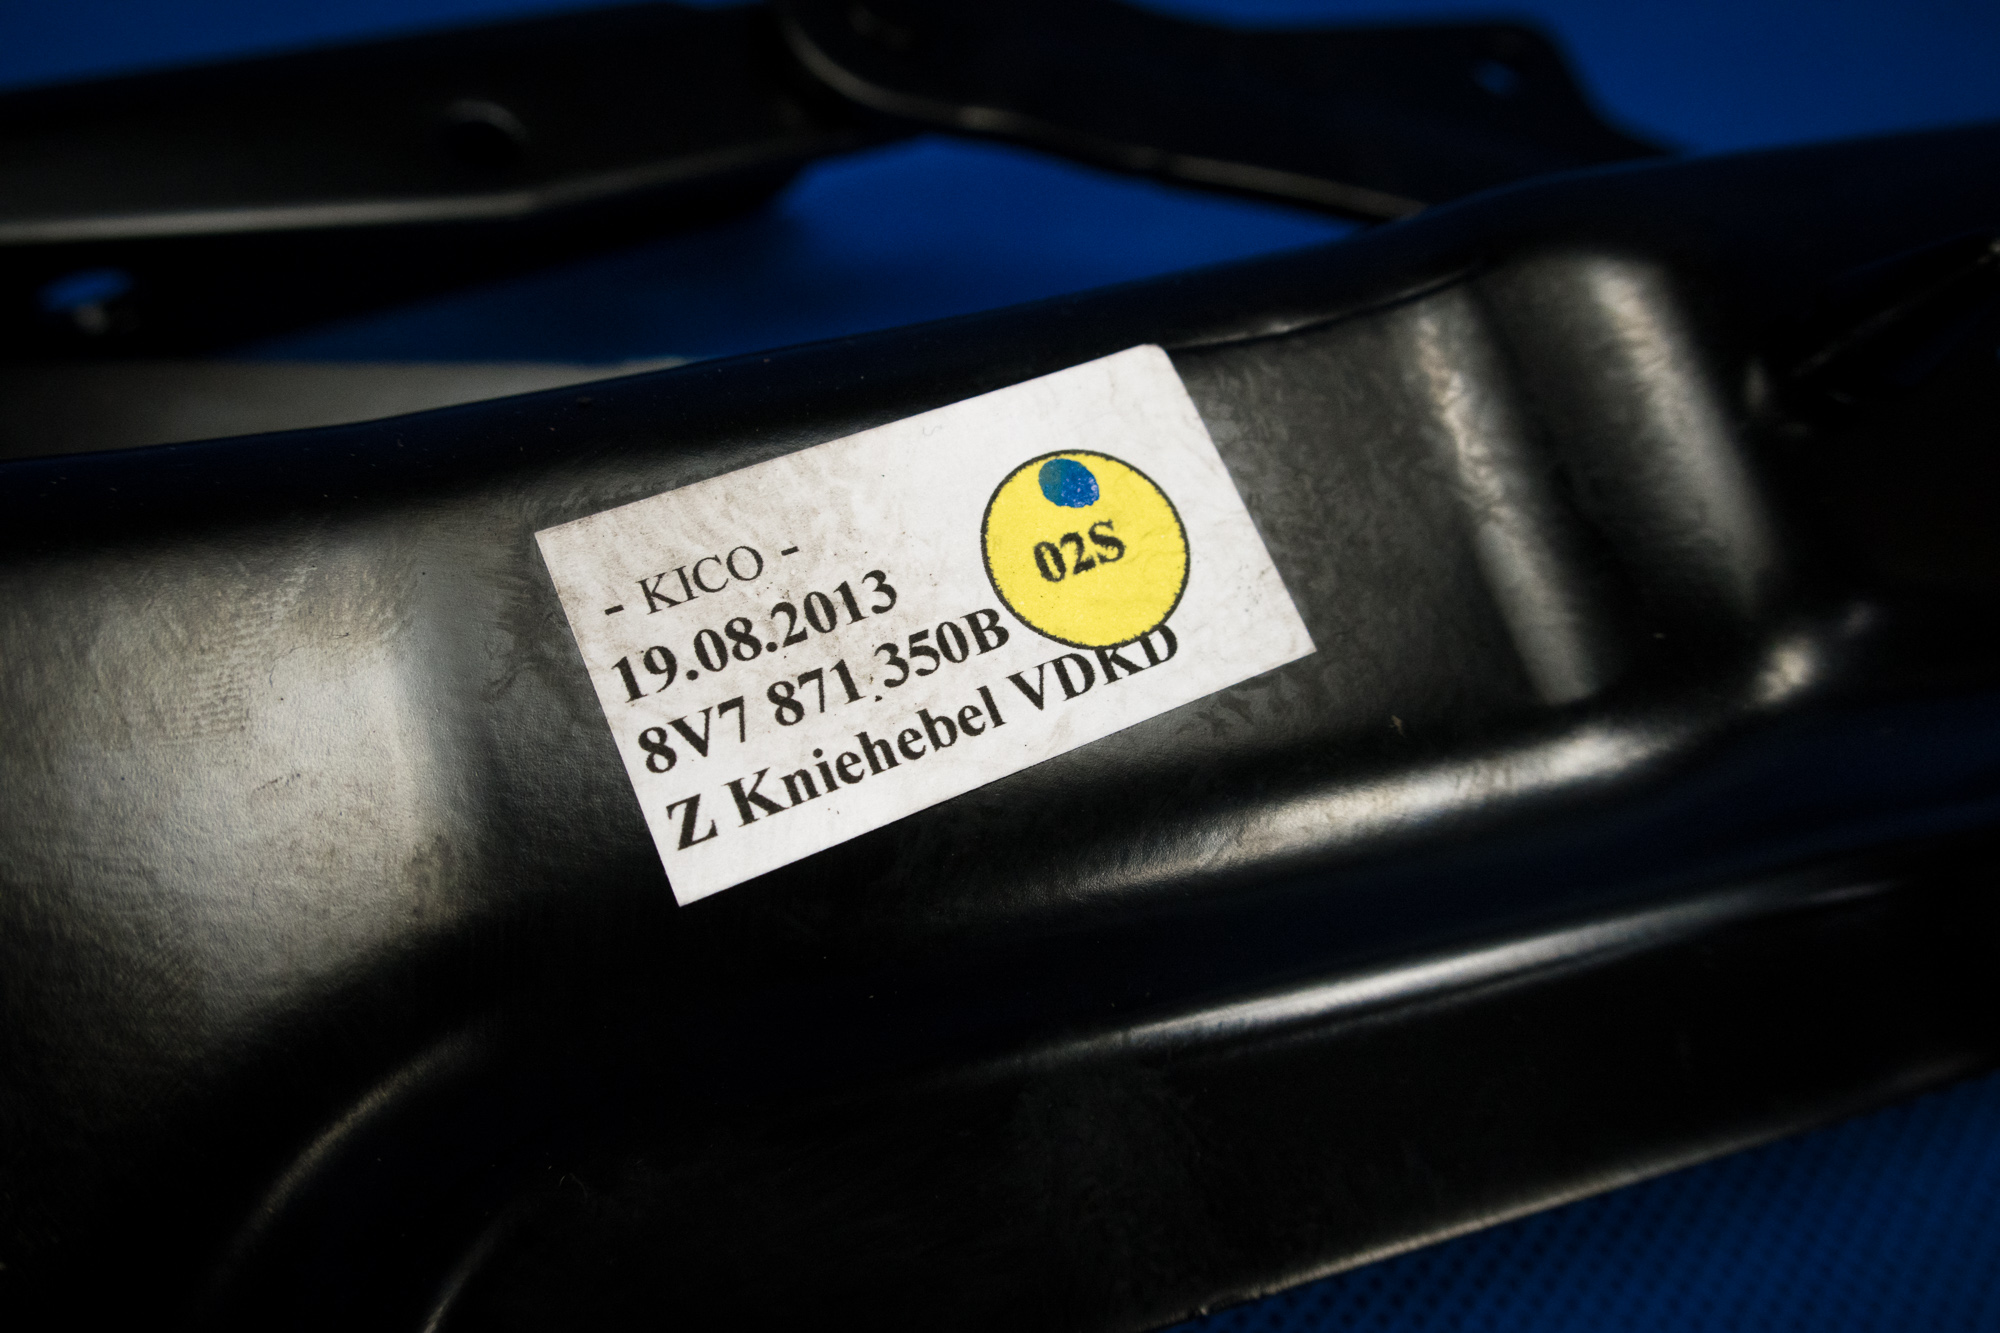 - KICO -
19.08.2013
02S
8V7 871 350B
Z Kniehebel VDKD